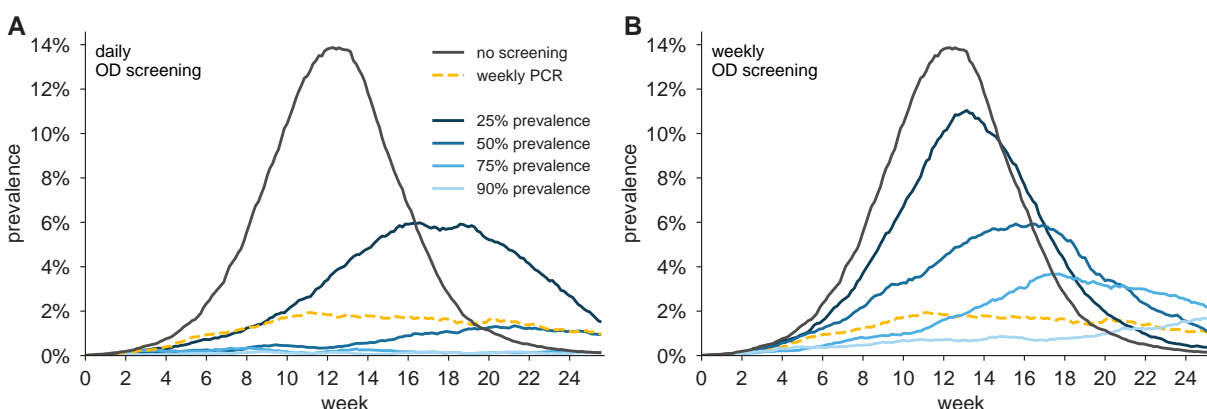 A
daily
OD screening
14%
12%
10%
8%
6%
4%
2%
0%
prevalence
0 2 4 6 8 10 12 14 16 18 20 22 24
week
no screening
weekly PCR
25% prevalence
50% prevalence
75% prevalence
90% prevalence
B
weekly
OD screening
14%
12%
10%
8%
6%
4%
2%
0%
prevalence
0 2 4 6 8 10 12 14 16 18 20 22 24
week